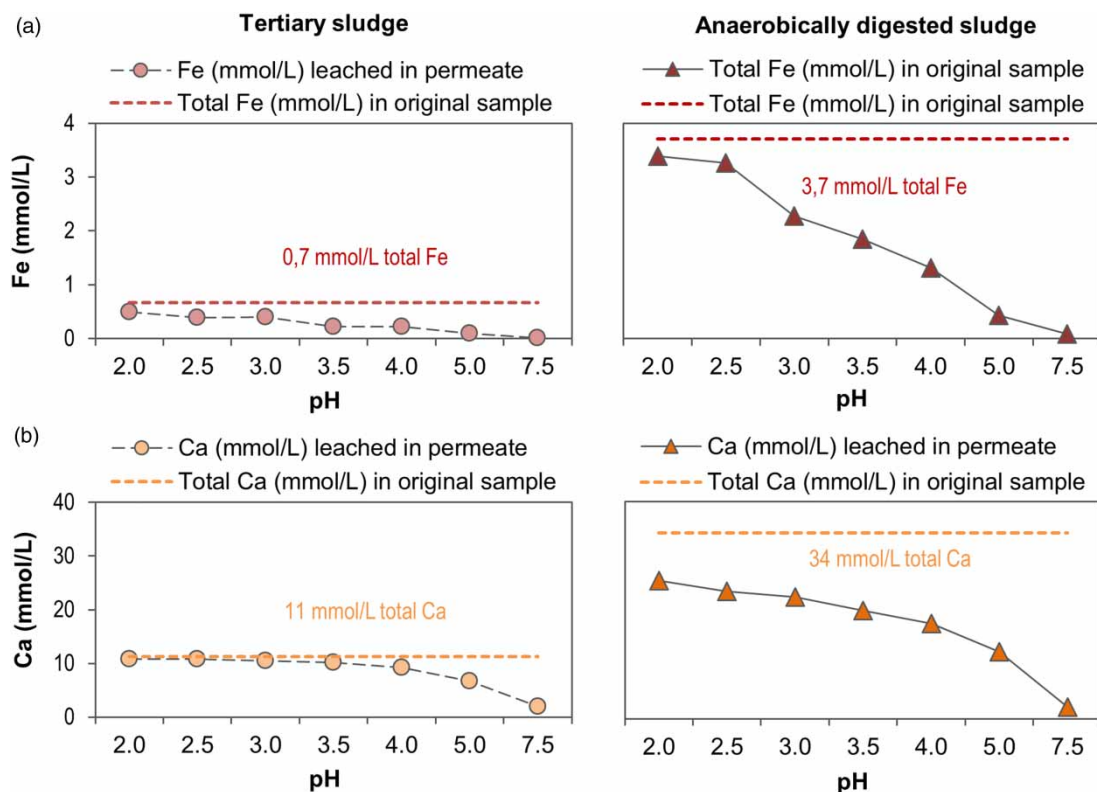 (a)
Tertiary sludge
Fe (mmol/L) leached in permeate
Total Fe (mmol/L) in original sample
Fe (mmol/L)
4
3
2
1
0
0,7 mmol/L total Fe
2.0 2.5 3.0 3.5 4.0 5.0 7.5
pH
Anaerobically digested sludge
Total Fe (mmol/L) in original sample
Total Fe (mmol/L) in original sample
3,7 mmol/L total Fe
2.0 2.5 3.0 3.5 4.0 5.0 7.5
pH
(b)
Ca (mmol/L) leached in permeate
Total Ca (mmol/L) in original sample
Ca (mmol/L)
40
30
20
10
0
11 mmol/L total Ca
2.0 2.5 3.0 3.5 4.0 5.0 7.5
pH
Ca (mmol/L) leached in permeate
Total Ca (mmol/L) in original sample
34 mmol/L total Ca
2.0 2.5 3.0 3.5 4.0 5.0 7.5
pH